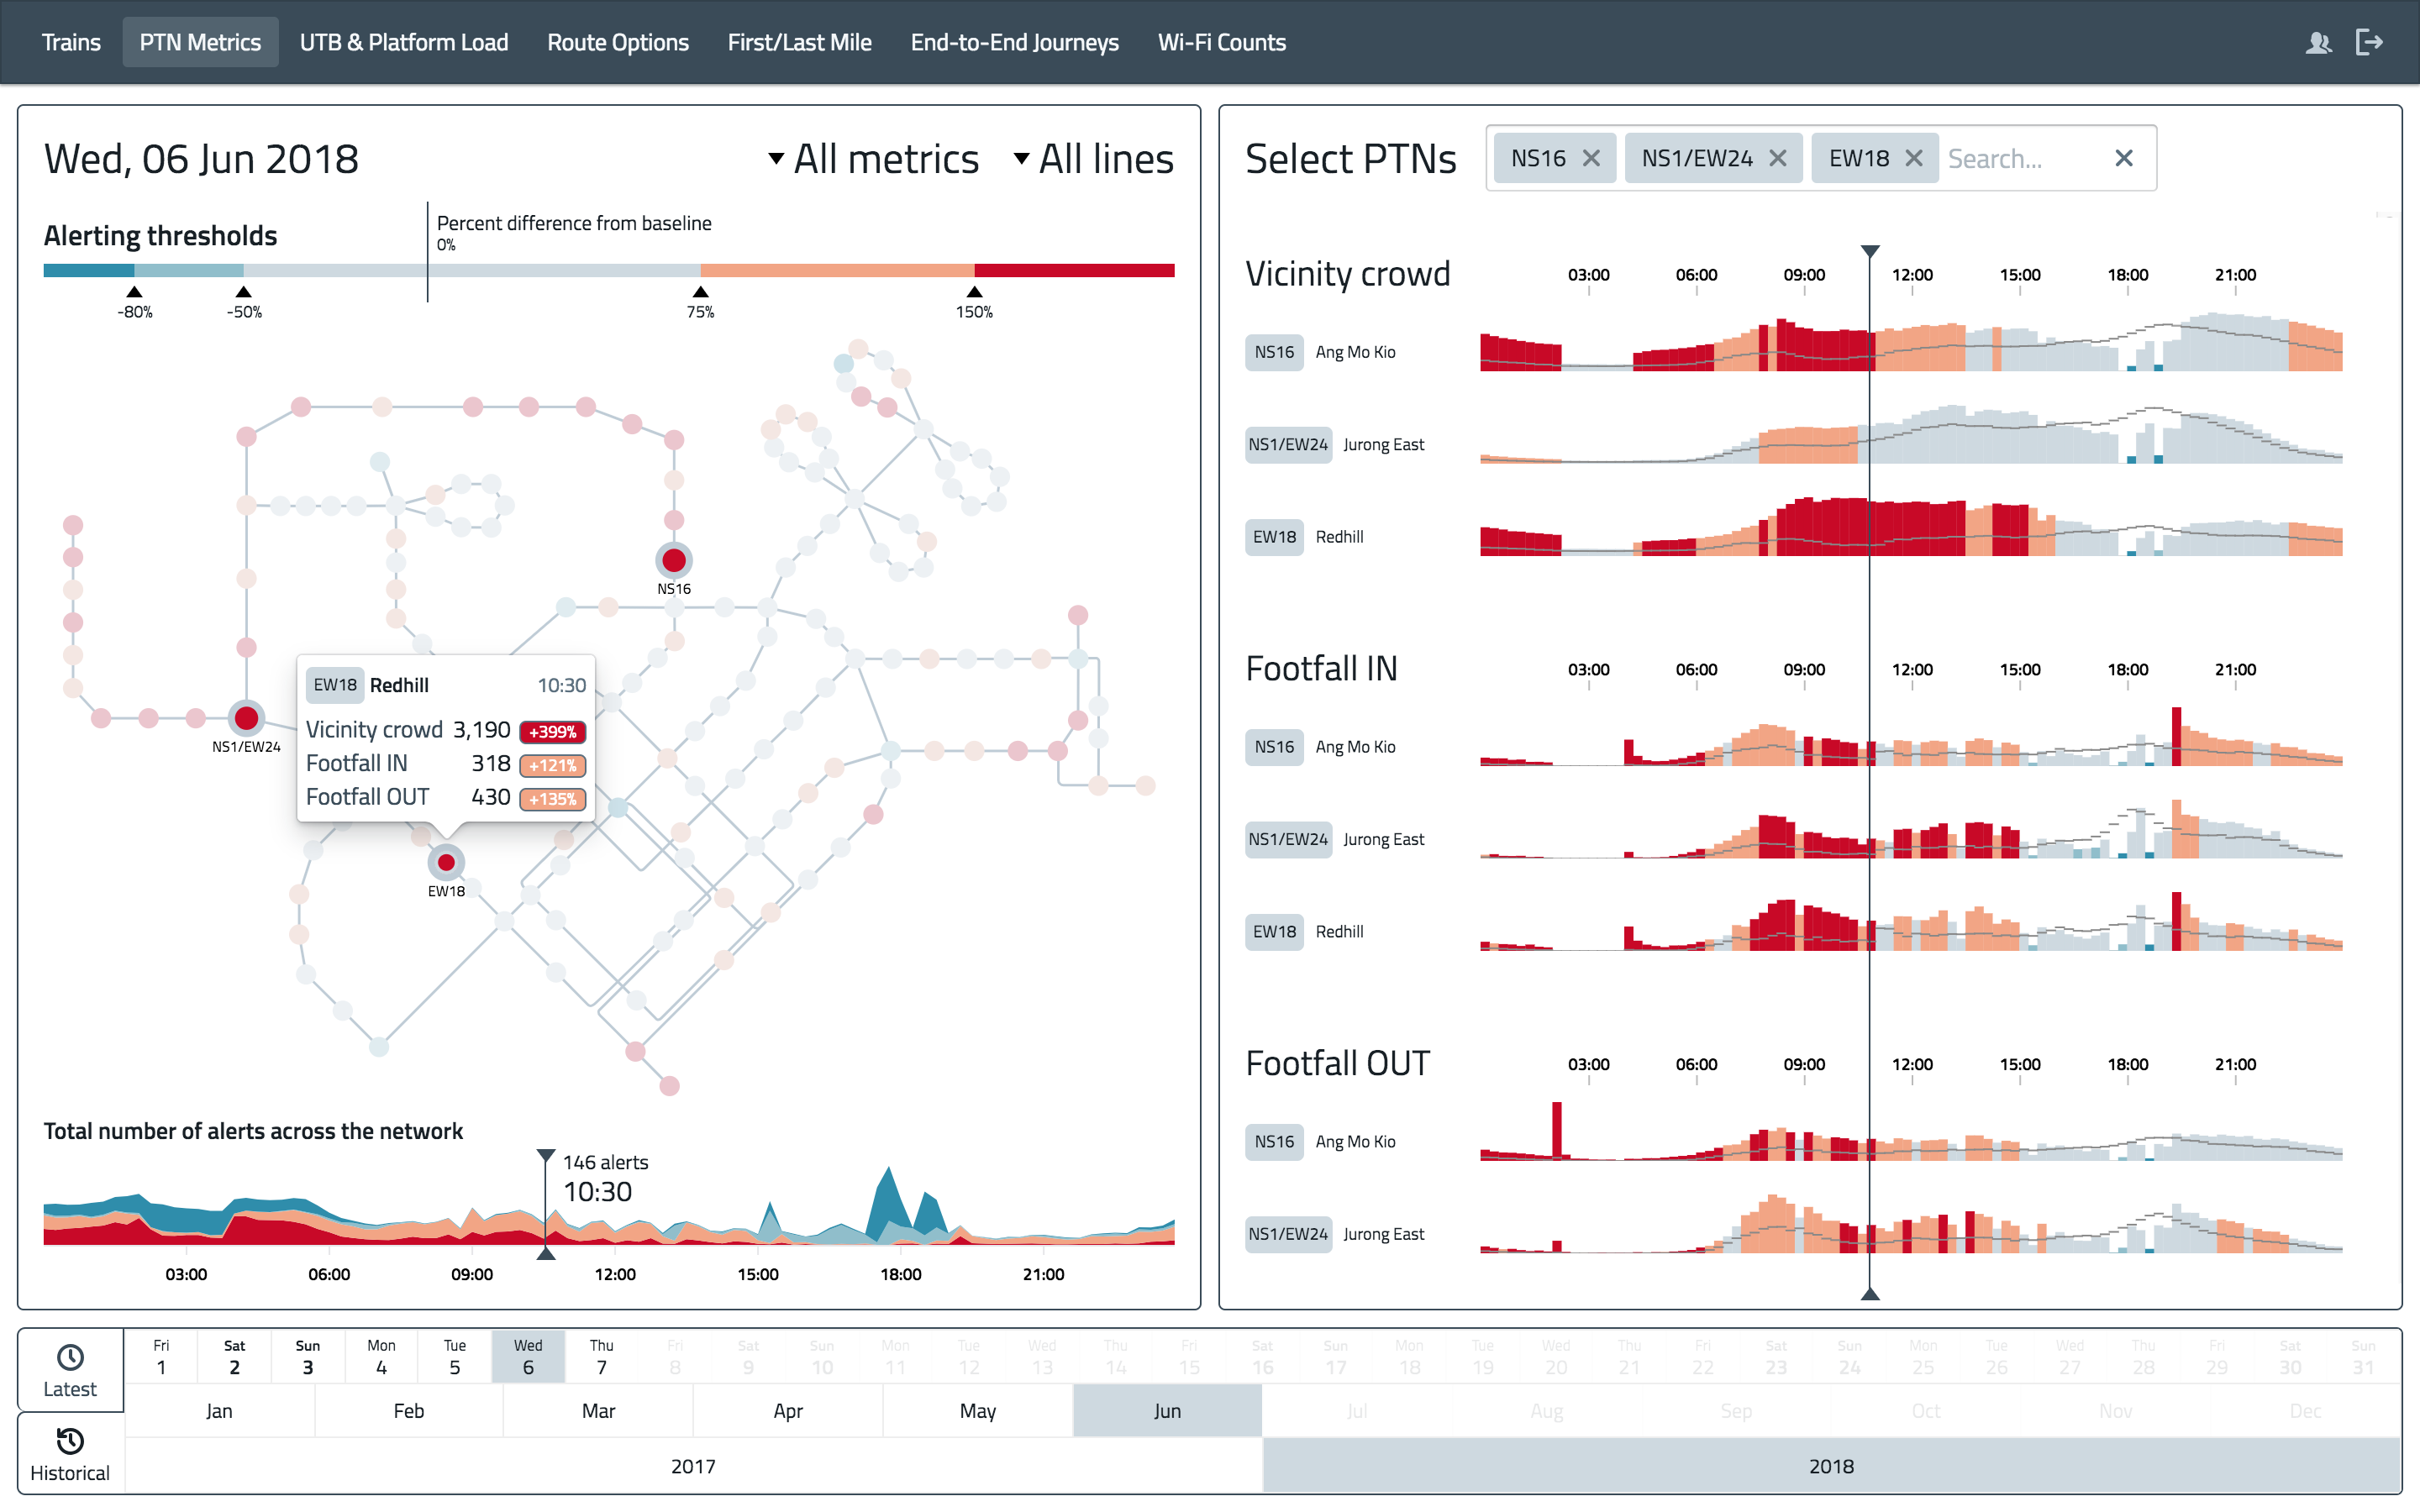 Trains PTN Metrics UTB & Platform Load Route Options First/Last Mile End-to-End Journeys Wi-Fi Counts
Wed, 06 Jun 2018 All metrics All lines
Alerting thresholds
Percent difference from baseline
0%
-80% -50% 75% 150%
NS16
NS1/EW24
EW18 Redhill 10:30
Vicinity crowd 3,190 +399%
Footfall IN 318 +121%
Footfall OUT 430 +135%
EW18
Total number of alerts across the network
146 alerts
10:30
03:00 06:00 09:00 12:00 15:00 18:00 21:00
Select PTNs NS16 NS1/EW24 EW18 Search...
Vicinity crowd 03:00 06:00 09:00 12:00 15:00 18:00 21:00
NS16 Ang Mo Kio
NS1/EW24 Jurong East
EW18 Redhill
Footfall IN 03:00 06:00 09:00 12:00 15:00 18:00 21:00
NS16 Ang Mo Kio
NS1/EW24 Jurong East
EW18 Redhill
Footfall OUT 03:00 06:00 09:00 12:00 15:00 18:00 21:00
NS16 Ang Mo Kio
NS1/EW24 Jurong East
Latest
Historical
Fri Sat Sun Mon Tue Wed Thu Fri Sat Sun Mon Tue Wed Thu Fri Sat Sun Mon Tue Wed Thu Fri Sat Sun Mon Tue Wed Thu Fri Sat Sun
1 2 3 4 5 6 7 8 9 10 11 12 13 14 15 16 17 18 19 20 21 22 23 24 25 26 27 28 29 30 31
Jan Feb Mar Apr May Jun Jul Aug Sep Oct Nov Dec
2017 2018